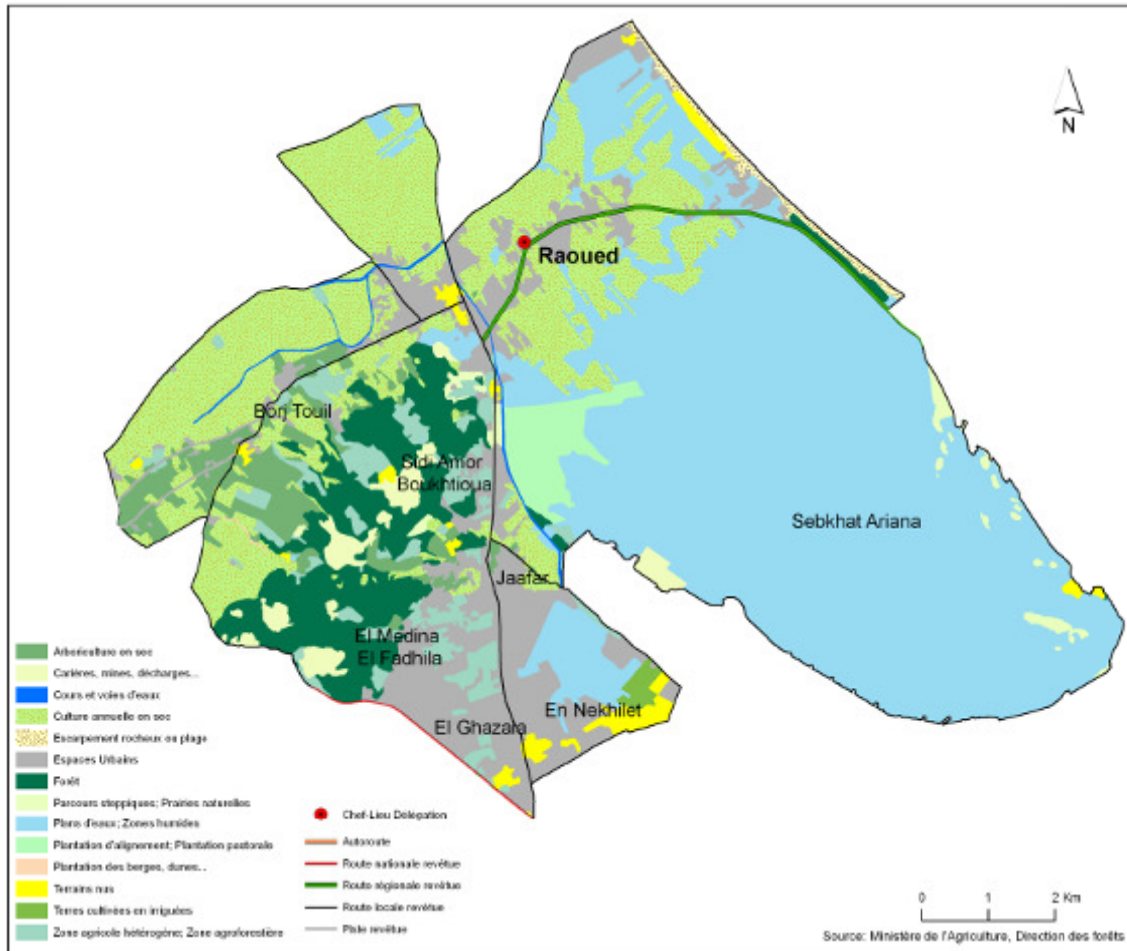 N
Raoued
Borj Touil
Sidi Amor
Boukhtioua
Sebkhat Ariana
Jaafar
El Medina
El Fadhila
El Ghazara
En Nekhilet
Arboriculture en sec
Carières, mines, décharges...
Cours et voies d'eaux
Culture annuelle en sec
Escarpement rocheux ou plage
Espaces Urbains
Forêt
Parcours steppiques; Prairies naturelles
Plans d'eaux; Zones humides
Plantation d'alignement; Plantation pastorale
Plantation des berges, dunes...
Terrains nus
Terres cultivées en irriguées
Zone agricole hétérogène; Zone agroforestière
Chef-Lieu Délégation
Autoroute
Route nationale revêtue
Route régionale revêtue
Route locale revêtue
Piste revêtue
0 1 2 Km
Source: Ministère de l'Agriculture, Direction des forêts